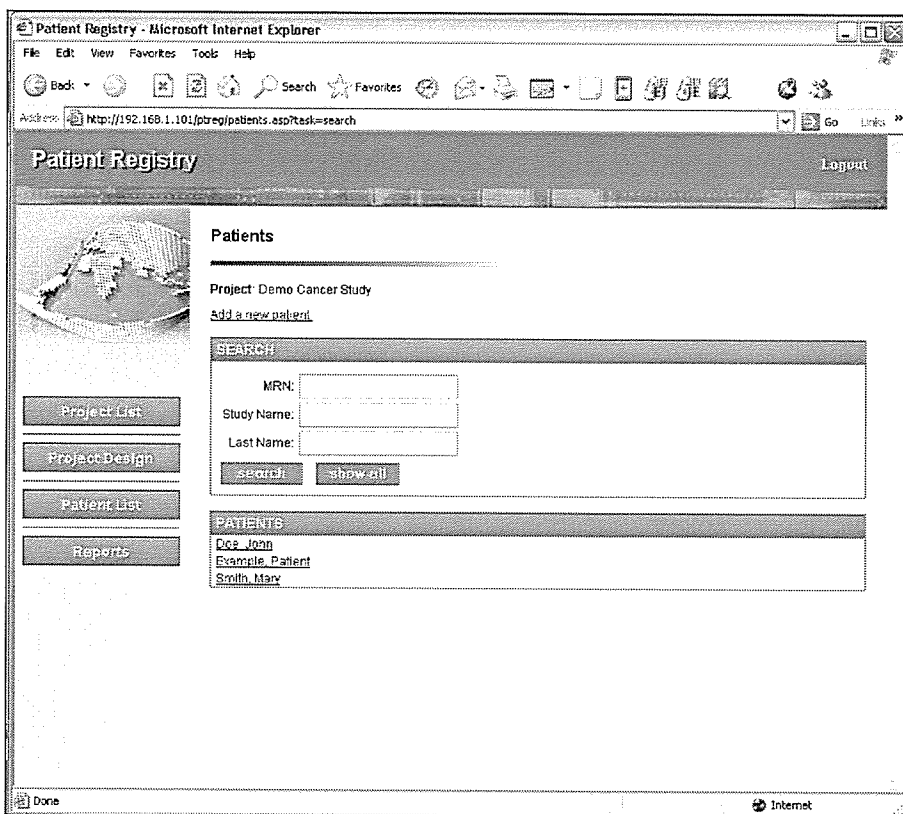 Patient Registry - Microsoft Internet Explorer
File Edit View Favorites Tools Help
Back Search Favorites
Address http://192.168.1.101/ptreg/patients.asp?task=search Go Links »
Patient Registry
Logout
Patients
Project: Demo Cancer Study
Add a new patient
SEARCH
MRN:
Study Name:
Last Name:
search show all
Project List
Project Design
Patient List
Reports
PATIENTS
Doe, John
Example, Patient
Smith, Mary
Done Internet